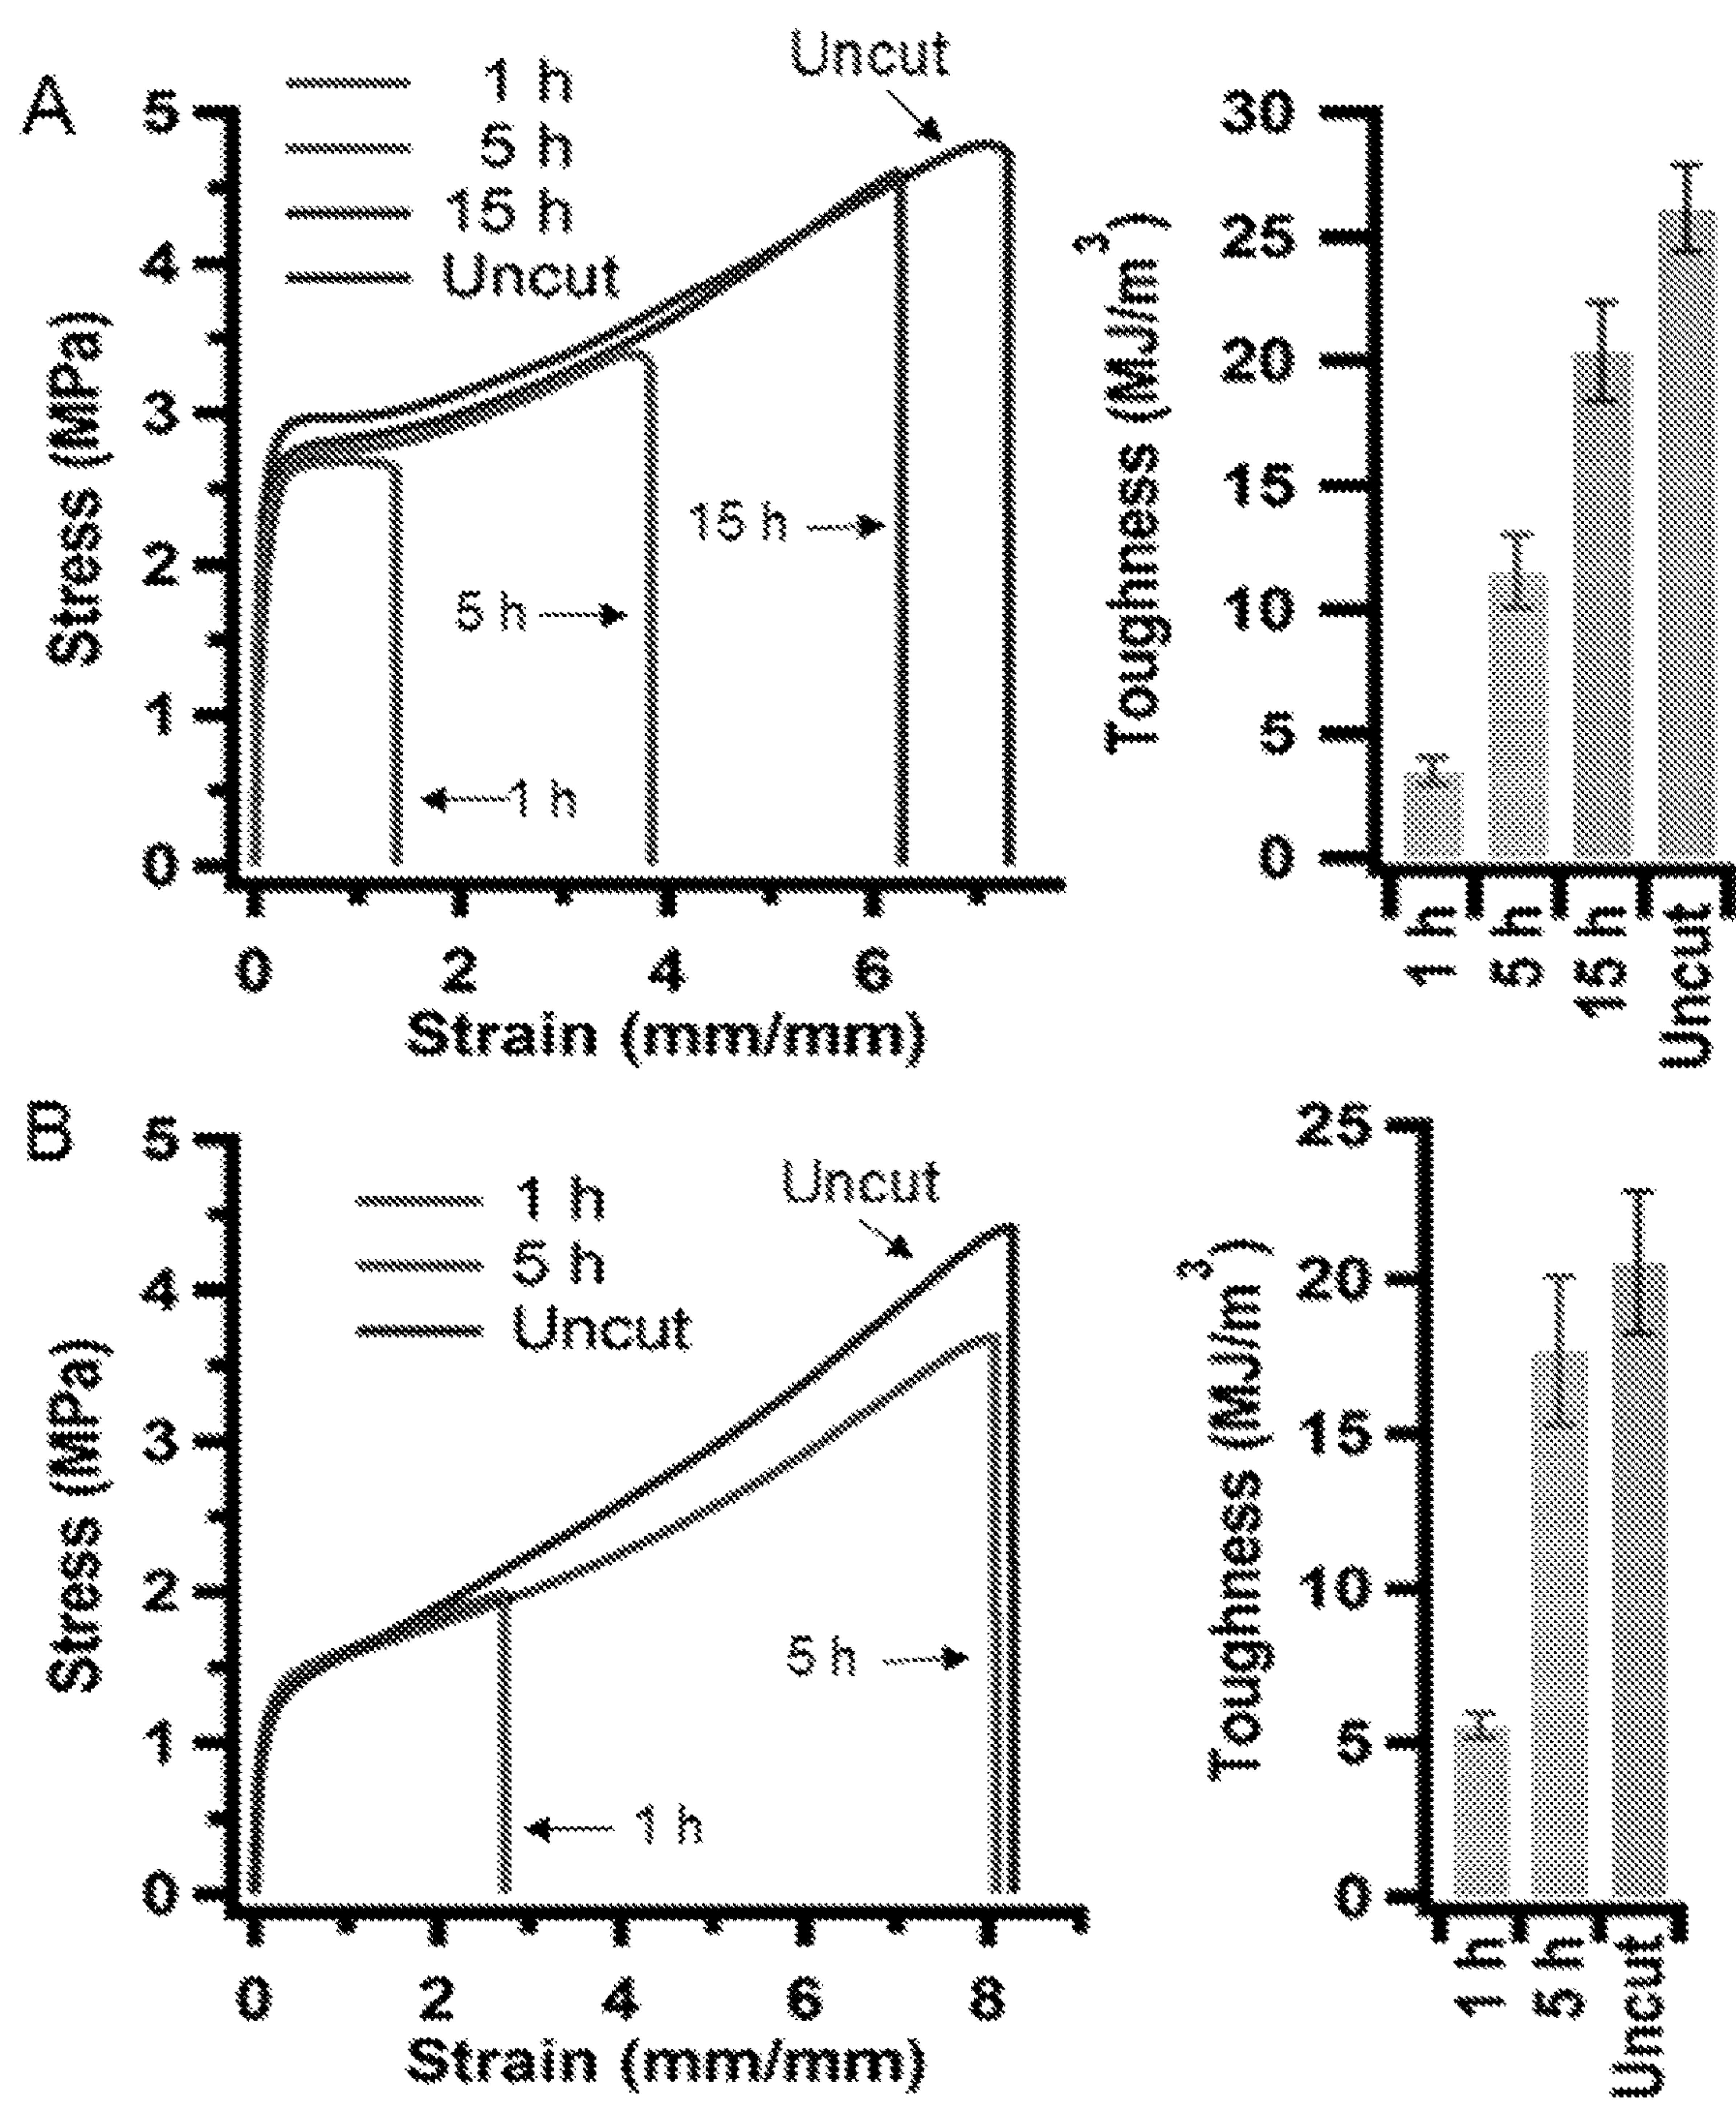 A
5
4
3
2
1
0
Stress (MPa)
1 h
5 h
15 h
Uncut
Uncut
15 h
5 h
1 h
0 2 4 6
Strain (mm/mm)
30
25
20
15
10
5
0
Toughness (MJ/m³)
1 h
5 h
15 h
Uncut
B
5
4
3
2
1
0
Stress (MPa)
1 h
5 h
Uncut
Uncut
5 h
1 h
0 2 4 6 8
Strain (mm/mm)
25
20
15
10
5
0
Toughness (MJ/m³)
1 h
5 h
Uncut